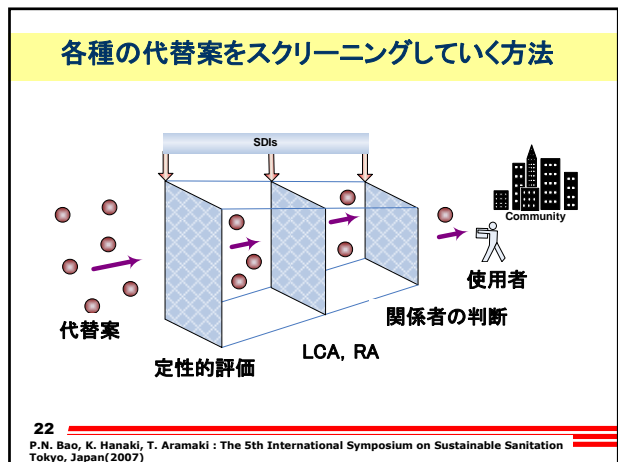 各種の代替案をスクリーニングしていく方法
SDIs
Community
使用者
関係者の判断
代替案
LCA, RA
定性的評価
22
P.N. Bao, K. Hanaki, T. Aramaki : The 5th International Symposium on Sustainable Sanitation
Tokyo, Japan(2007)